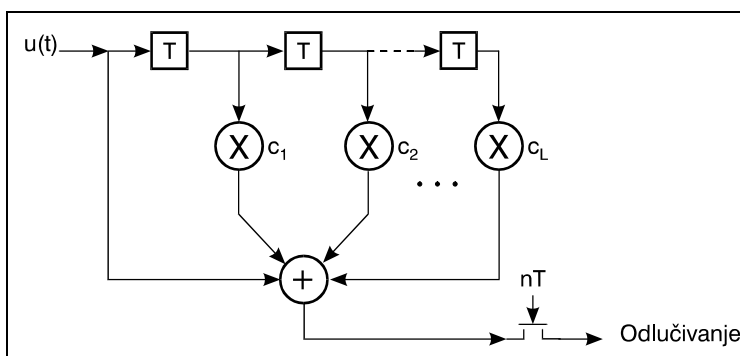 u(t)
T
T
T
X c1
X c2
X cL
...
+
nT
Odlučivanje